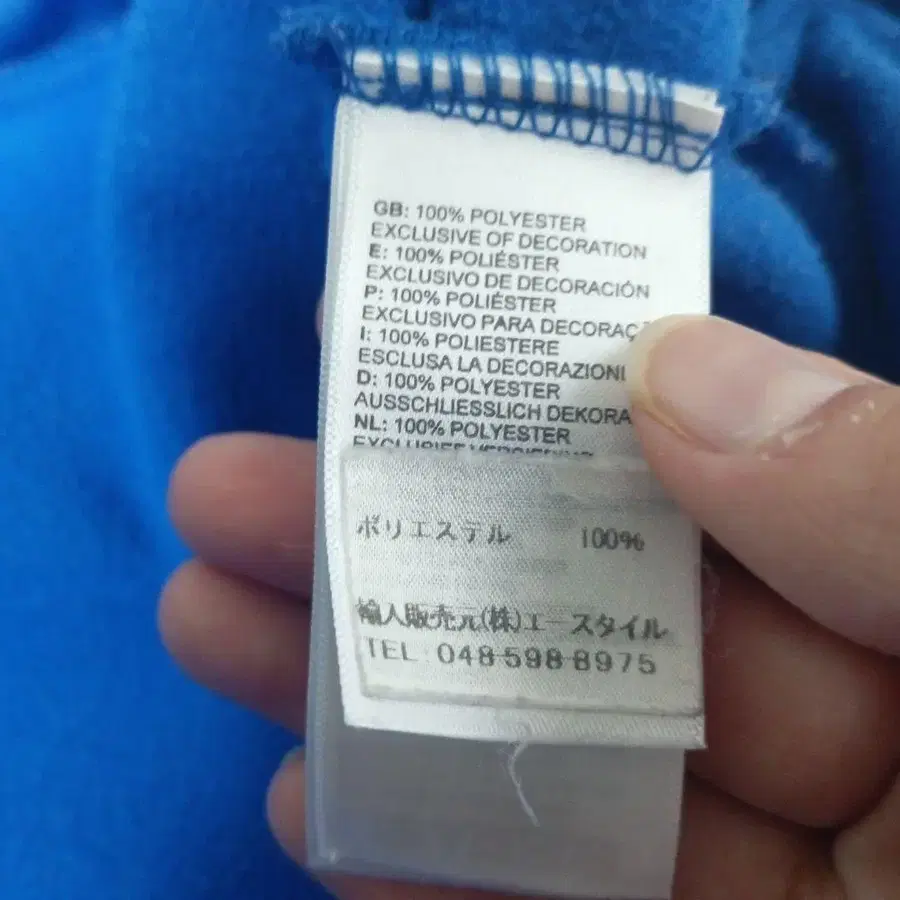 GB: 100% POLYESTER
EXCLUSIVE OF DECORATION
E: 100% POLIÉSTER
EXCLUSIVO DE DECORACIÓN
P: 100% POLIÉSTER
EXCLUSIVO PARA DECORAÇ
I: 100% POLIESTERE
ESCLUSA LA DECORAZIONI
D: 100% POLYESTER
AUSSCHLIESSLICH DEKORA
NL: 100% POLYESTER
ポリエステル 100%
輸入販売元(株)エースタイル
TEL 048-598-8975